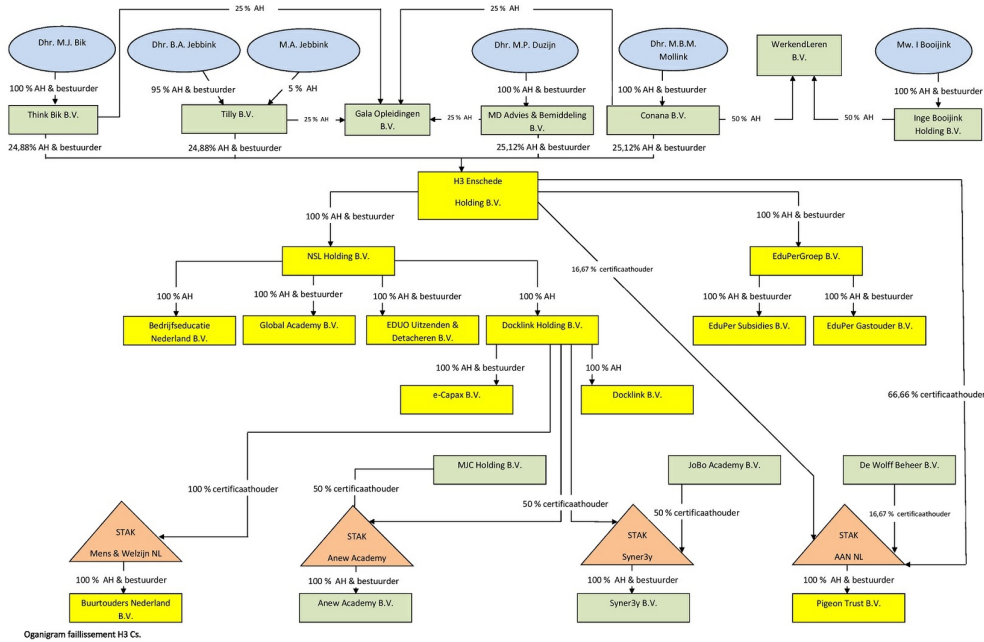 25 % AH
25 % AH
Dhr. M.J. Bik
Dhr. B.A. Jebbink
M.A. Jebbink
Dhr. M.P. Duzijn
Dhr. M.B.M.
Mollink
WerkendLeren
B.V.
Mw. I Booijink
100 % AH & bestuurder
95 % AH & bestuurder
5 % AH
100% AH & bestuurder
100% AH & bestuurder
100 % AH & bestuurder
Think Bik B.V.
Tilly B.V.
25 % AH
Gala Opleidingen
B.V.
25 % AH
MD Advies & Bemiddeling
B.V.
Conana B.V.
50 % AH
50 % AH
Inge Booijink
Holding B.V.
24,88% AH & bestuurder
24,88% AH & bestuurder
25,12% AH & bestuurder
25,12% AH & bestuurder
H3 Enschede
Holding B.V.
100 % AH & bestuurder
100 % AH & bestuurder
NSL Holding B.V.
16,67 % certificaathouder
EduPerGroep B.V.
100 % AH
100 % AH & bestuurder
100 % AH & bestuurder
100 % AH
100 % AH & bestuurder
100 % AH & bestuurder
Bedrijfseducatie
Nederland B.V.
Global Academy B.V.
EDUO Uitzenden &
Detacheren B.V.
Docklink Holding B.V.
EduPer Subsidies B.V.
EduPer Gastouder B.V.
100 % AH & bestuurder
100 % AH
e-Capax B.V.
Docklink B.V.
66,66 % certificaathouder
MJC Holding B.V.
JoBo Academy B.V.
De Wolff Beheer B.V.
100 % certificaathouder
50 % certificaathouder
50 % certificaathouder
50 % certificaathouder
16,67 % certificaathouder
STAK
Mens & Welzijn NL
STAK
Anew Academy
STAK
Syner3y
STAK
AAN NL
100 % AH & bestuurder
100 % AH & bestuurder
100 % AH & bestuurder
100 % AH & bestuurder
Buurtouders Nederland
B.V.
Anew Academy B.V.
Syner3y B.V.
Pigeon Trust B.V.
Oganigram faillissement H3 Cs.